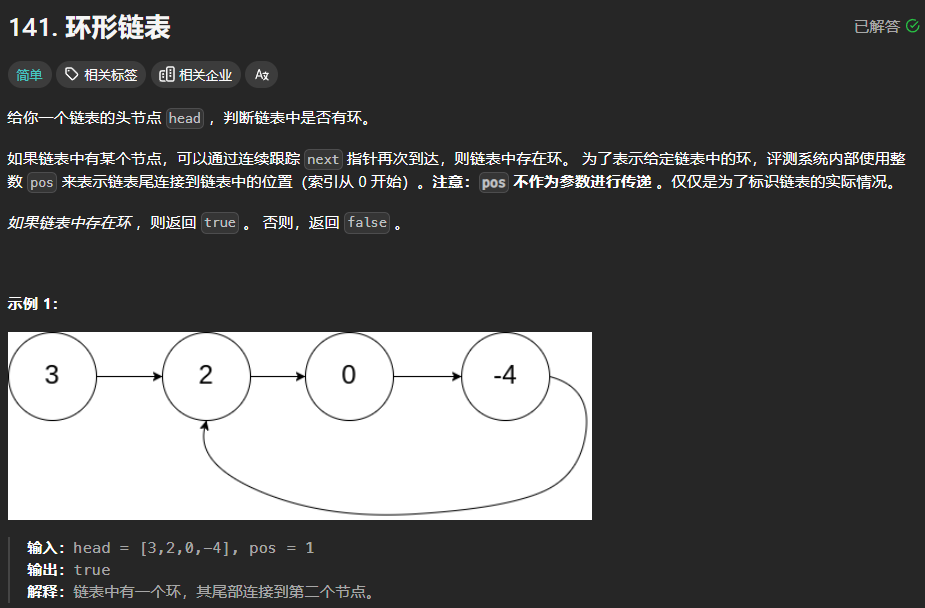 141. 环形链表
已解答
简单 相关标签 相关企业 Aあ
给你一个链表的头节点 head ，判断链表中是否有环。
如果链表中有某个节点，可以通过连续跟踪 next 指针再次到达，则链表中存在环。 为了表示给定链表中的环，评测系统内部使用整
数 pos 来表示链表尾连接到链表中的位置（索引从 0 开始）。注意：pos 不作为参数进行传递 。仅仅是为了标识链表的实际情况。
如果链表中存在环 ，则返回 true 。 否则，返回 false 。
示例 1：
3 2 0 -4
输入：head = [3,2,0,-4], pos = 1
输出：true
解释：链表中有一个环，其尾部连接到第二个节点。